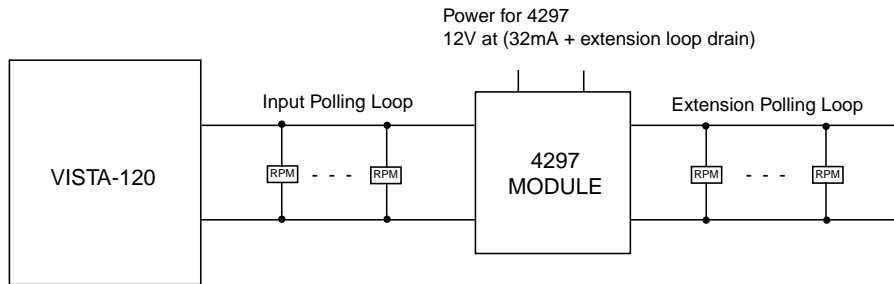 Power for 4297
12V at (32mA + extension loop drain)
Input Polling Loop
Extension Polling Loop
VISTA-120
RPM - - - RPM
4297
MODULE
RPM - - - RPM